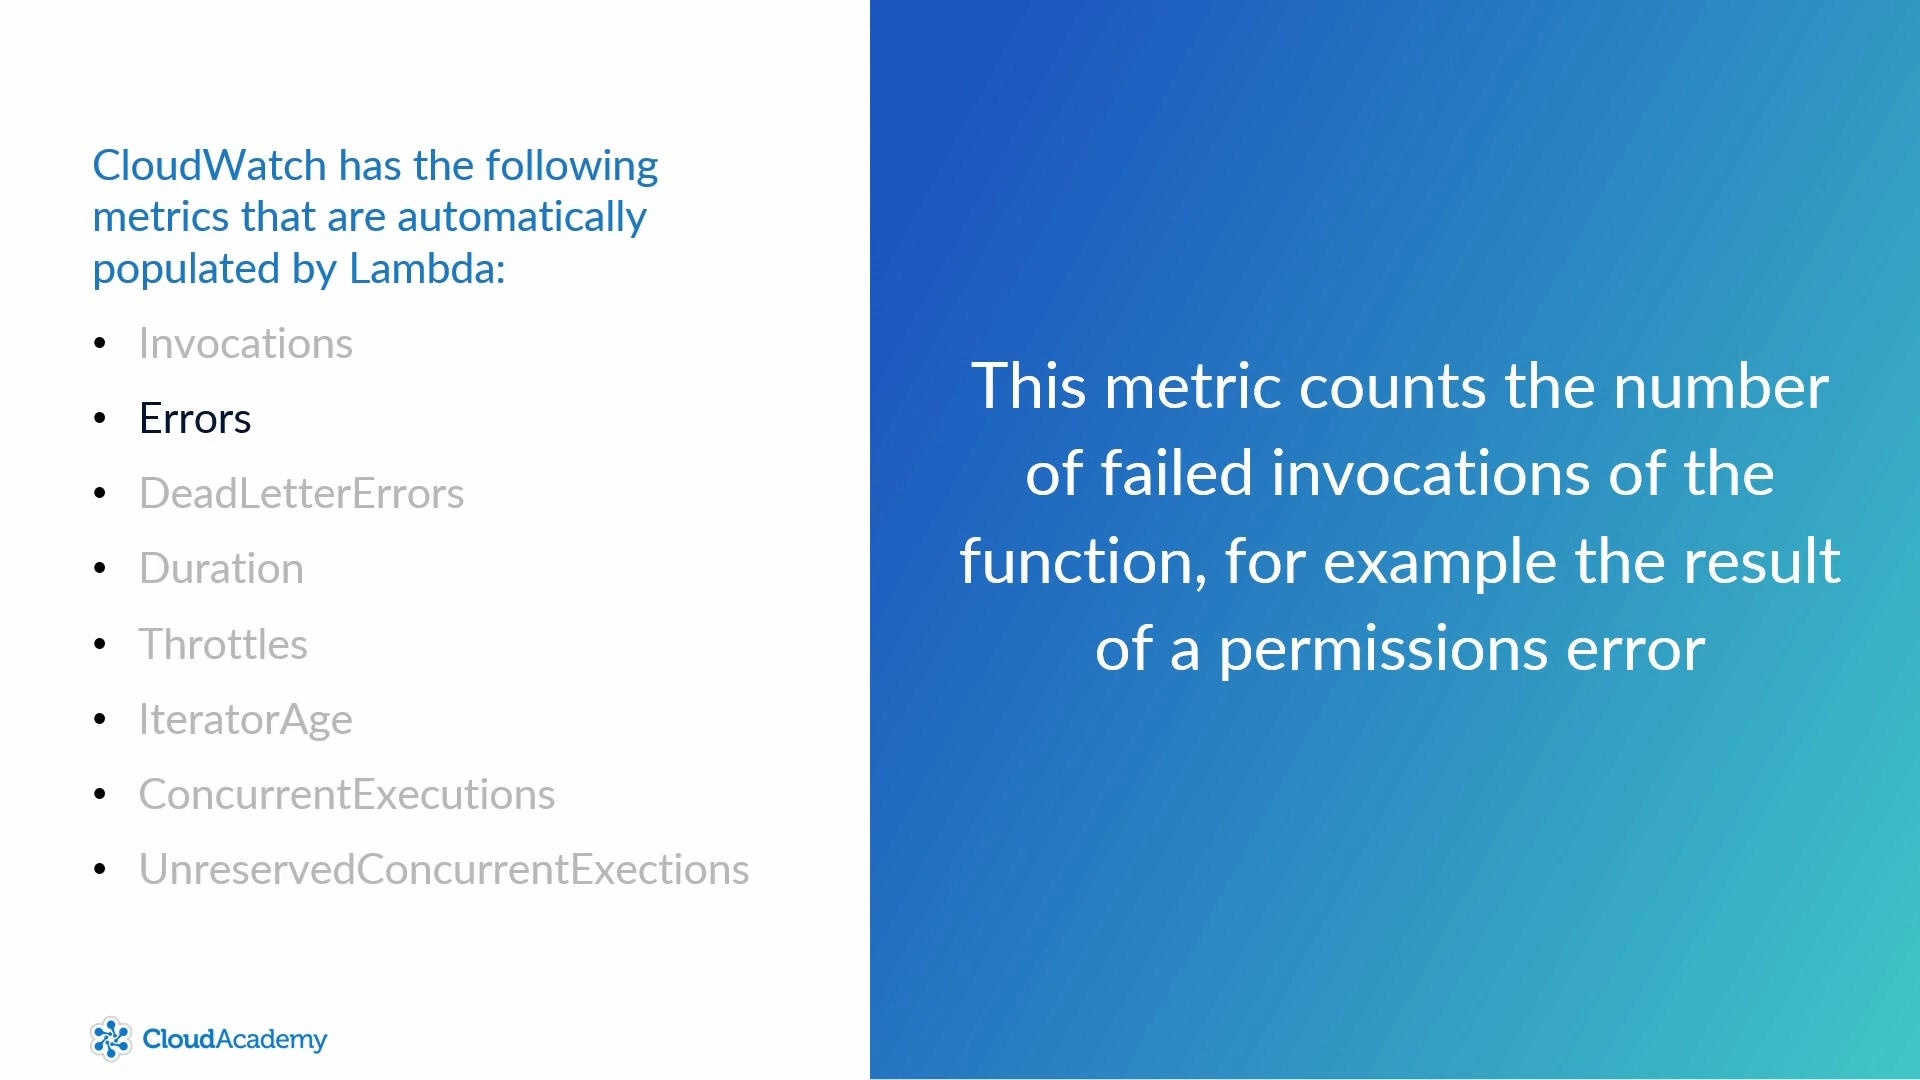 CloudWatch has the following
metrics that are automatically
populated by Lambda:
• Invocations
• Errors
• DeadLetterErrors
• Duration
• Throttles
• IteratorAge
• ConcurrentExecutions
• UnreservedConcurrentExections
This metric counts the number
of failed invocations of the
function, for example the result
of a permissions error
CloudAcademy